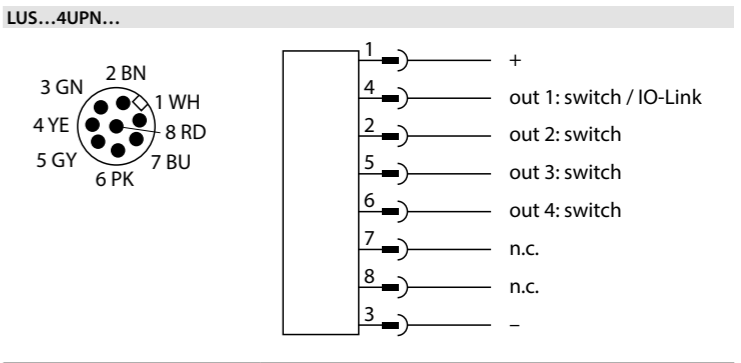 LUS…4UPN…
2 BN
3 GN
1 WH
4 YE
8 RD
5 GY
7 BU
6 PK
1 +
4 out 1: switch / IO-Link
2 out 2: switch
5 out 3: switch
6 out 4: switch
7 n.c.
8 n.c.
3 –